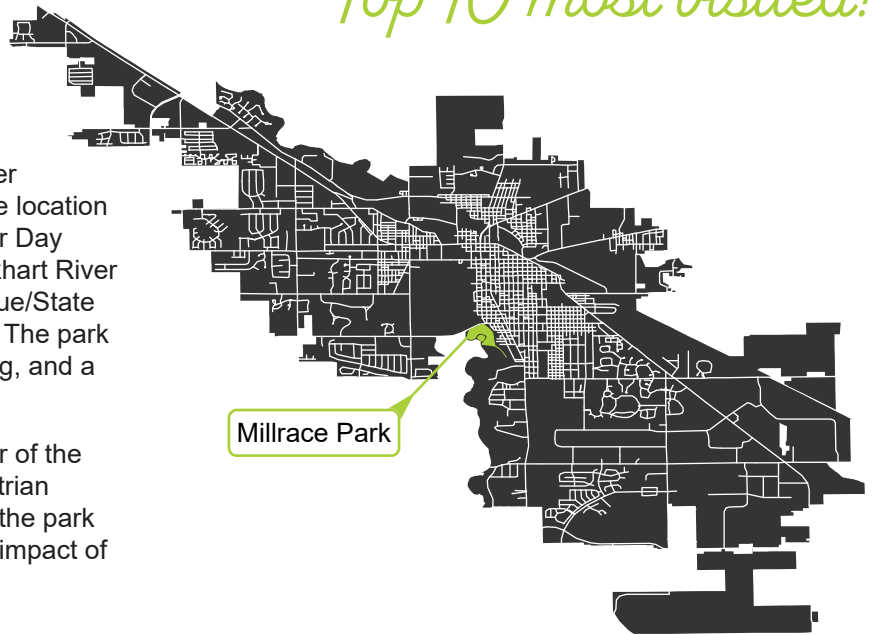 Top 10 most visited!
er
e location
r Day
hart River
ue/State
The park
g, and a
Millrace Park
r of the
trian
the park
impact of